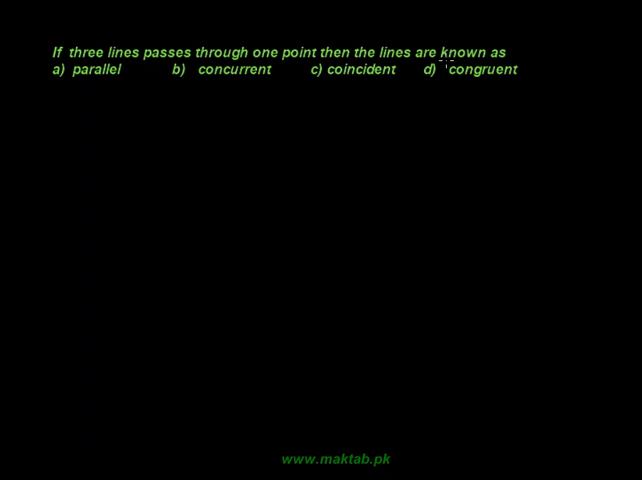 If three lines passes through one point then the lines are known as
a) parallel b) concurrent c) coincident d) congruent
www.maktab.pk